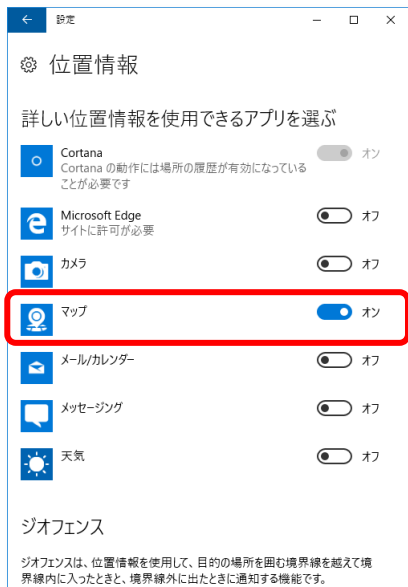 設定
位置情報
詳しい位置情報を使用できるアプリを選ぶ
Cortana
オン
Cortana の動作には場所の履歴が有効になっている
ことが必要です
Microsoft Edge
オフ
サイトに許可が必要
カメラ
オフ
マップ
オン
メール/カレンダー
オフ
メッセージング
オフ
天気
オフ
ジオフェンス
ジオフェンスは、位置情報を使用して、目的の場所を囲む境界線を越えて境
界線内に入ったときと、境界線外に出たときに通知する機能です。